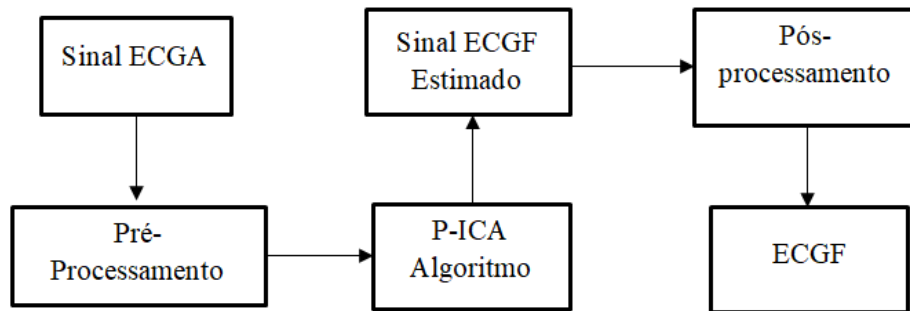 Sinal ECGA
Pré-
Processamento
P-ICA
Algoritmo
Sinal ECGF
Estimado
Pós-
processamento
ECGF